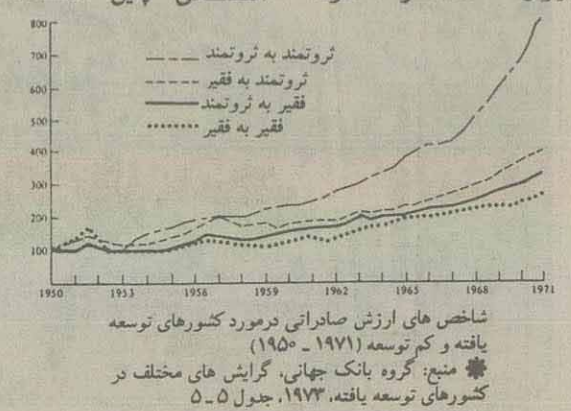 800
700
600
500
400
300
200
100
ثروتمند به ثروتمند
ثروتمند به فقیر
فقیر به ثروتمند
فقیر به فقیر
1950 1953 1956 1959 1962 1965 1968 1971
شاخص های ارزش صادراتی درمورد کشورهای توسعه
یافته و کم توسعه (۱۹۷۱ ـ ۱۹۵۰)
منبع: گروه بانک جهانی، گرایش های مختلف در
کشورهای توسعه یافته، ۱۹۷۳، جدول ۵ ـ ۵